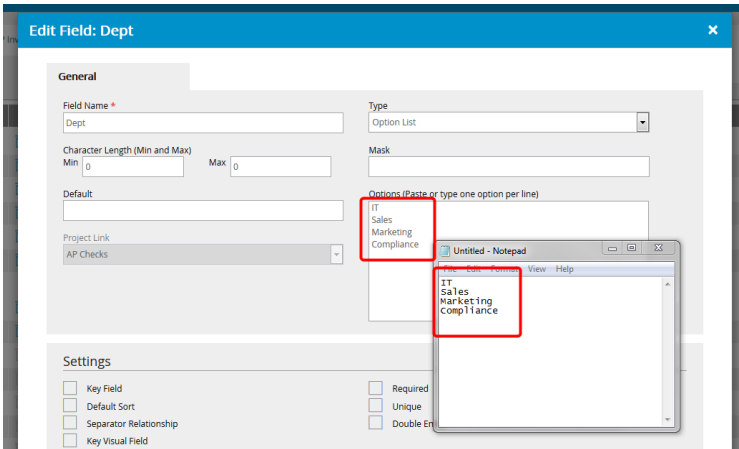 Inv
Edit Field: Dept
×
General
Field Name *
Type
Dept
Option List
Character Length (Min and Max)
Mask
Min 0 Max 0
Default
Options (Paste or type one option per line)
IT
Sales
Marketing
Compliance
Project Link
AP Checks
Untitled - Notepad
File Edit Format View Help
IT
Sales
Marketing
Compliance
Settings
Key Field
Required
Default Sort
Unique
Separator Relationship
Double En
Key Visual Field